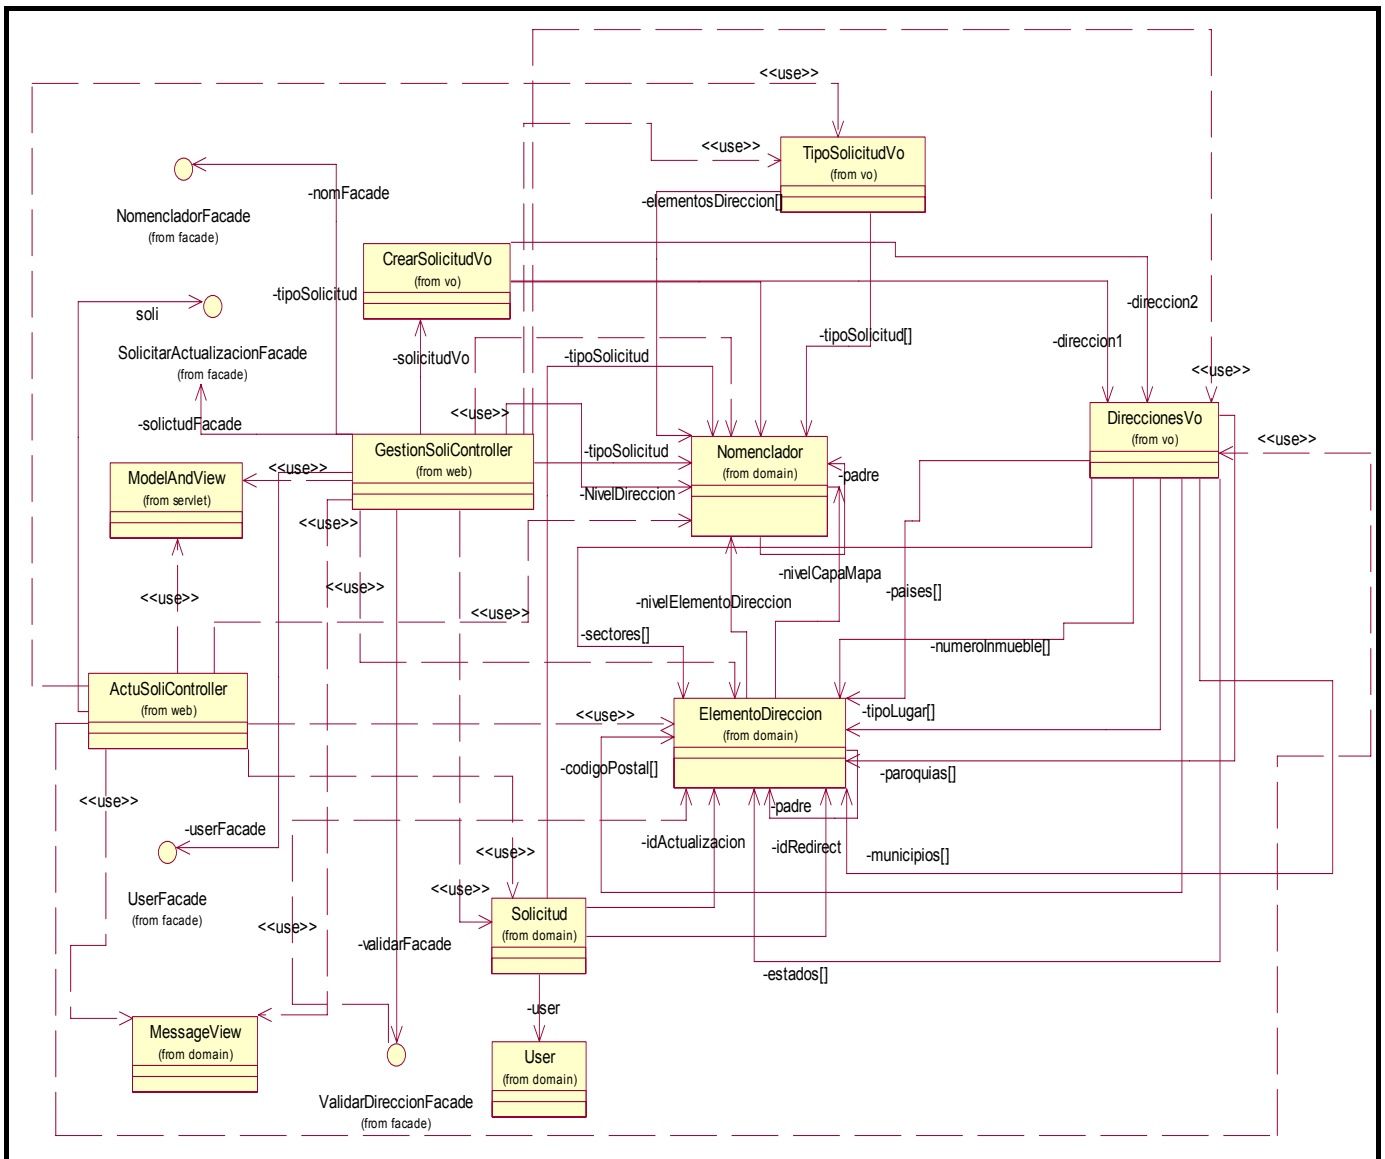 <<use>>
<<use>>
TipoSolicitudVo
(from vo)
-elementosDireccion[]
-nomFacade
NomencladorFacade
(from facade)
CrearSolicitudVo
(from vo)
-tipoSolicitud
-direccion2
soli
-tipoSolicitud[]
-direccion1
SolicitarActualizacionFacade
(from facade)
-solicitudVo
-tipoSolicitud
<<use>>
DireccionesVo
(from vo)
<<use>>
-solictudFacade
<<use>>
GestionSoliController
(from web)
-tipoSolicitud
Nomenclador
(from domain)
-padre
<<use>>
ModelAndView
(from servlet)
-NivelDireccion
<<use>>
-nivelCapaMapa
<<use>>
-paises[]
<<use>>
-nivelElementoDireccion
<<use>>
-sectores[]
-numeroInmueble[]
ActuSoliController
(from web)
<<use>>
ElementoDireccion
(from domain)
-tipoLugar[]
-codigoPostal[]
-paroquias[]
<<use>>
-padre
-userFacade
-idActualizacion
-idRedirect
-municipios[]
<<use>>
<<use>>
UserFacade
(from facade)
<<use>>
Solicitud
(from domain)
-validarFacade
-estados[]
-user
MessageView
(from domain)
User
(from domain)
ValidarDireccionFacade
(from facade)